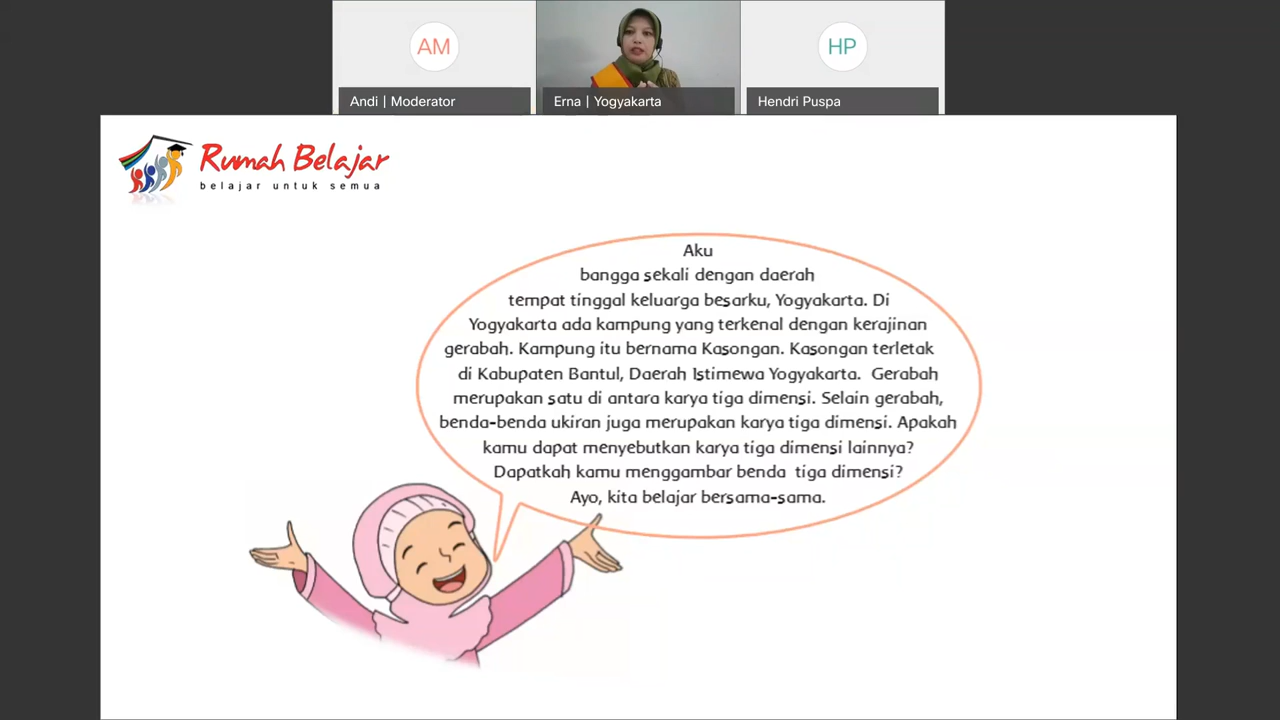 AM
HP
Andi | Moderator
Erna | Yogyakarta
Hendri Puspa
Rumah Belajar
belajar untuk semua
Aku
bangga sekali dengan daerah
tempat tinggal keluarga besarku, Yogyakarta. Di
Yogyakarta ada kampung yang terkenal dengan kerajinan
gerabah. Kampung itu bernama Kasongan. Kasongan terletak
di Kabupaten Bantul, Daerah Istimewa Yogyakarta. Gerabah
merupakan satu di antara karya tiga dimensi. Selain gerabah,
benda-benda ukiran juga merupakan karya tiga dimensi. Apakah
kamu dapat menyebutkan karya tiga dimensi lainnya?
Dapatkah kamu menggambar benda tiga dimensi?
Ayo, kita belajar bersama-sama.